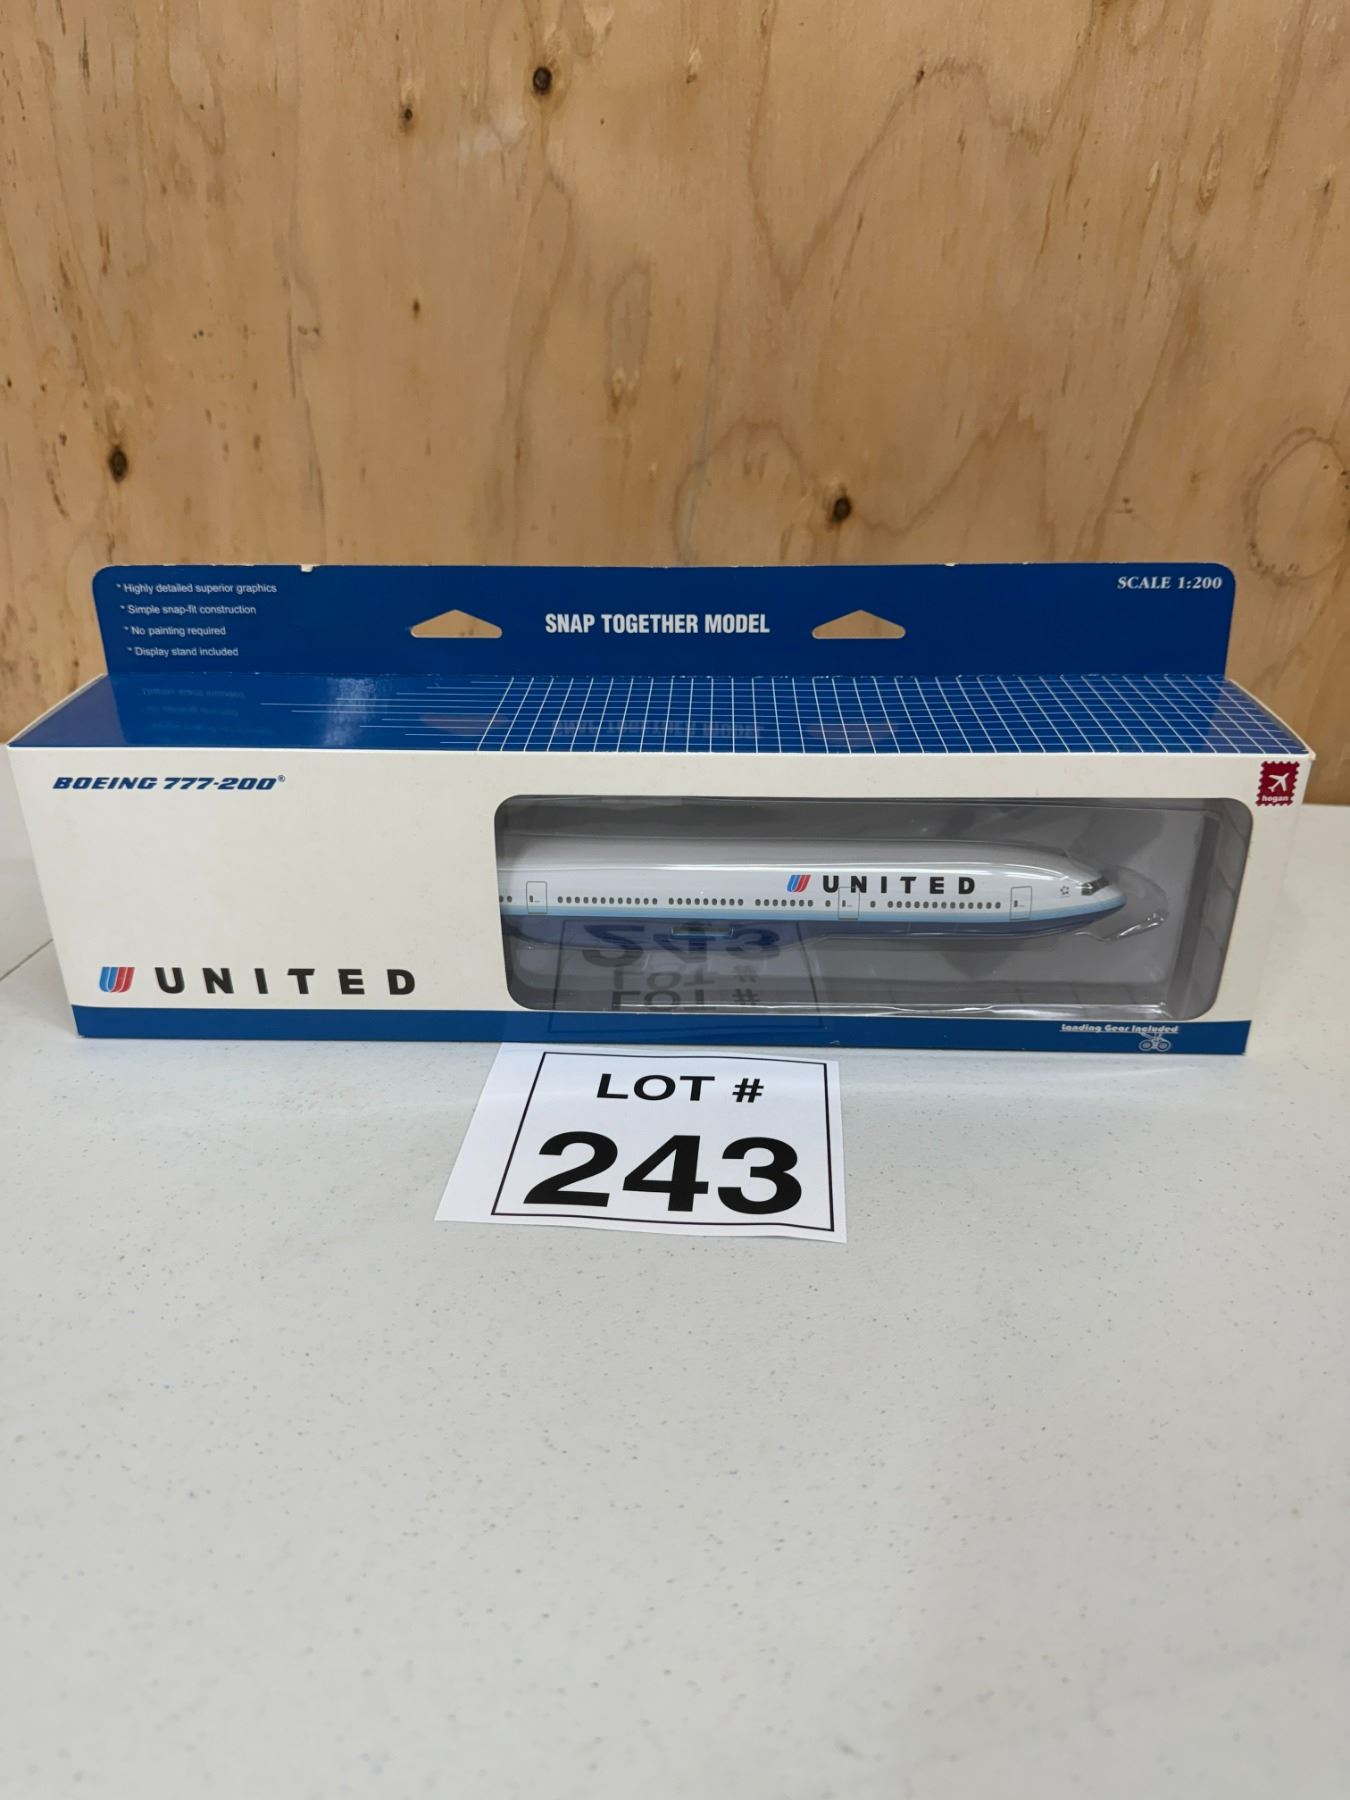 * Highly detailed superior graphics
* Simple snap-fit construction
* No painting required
* Display stand included
SNAP TOGETHER MODEL
SCALE 1:200
BOEING 777-200®
hogan
UNITED
UNITED
Landing Gear Included
LOT #
243